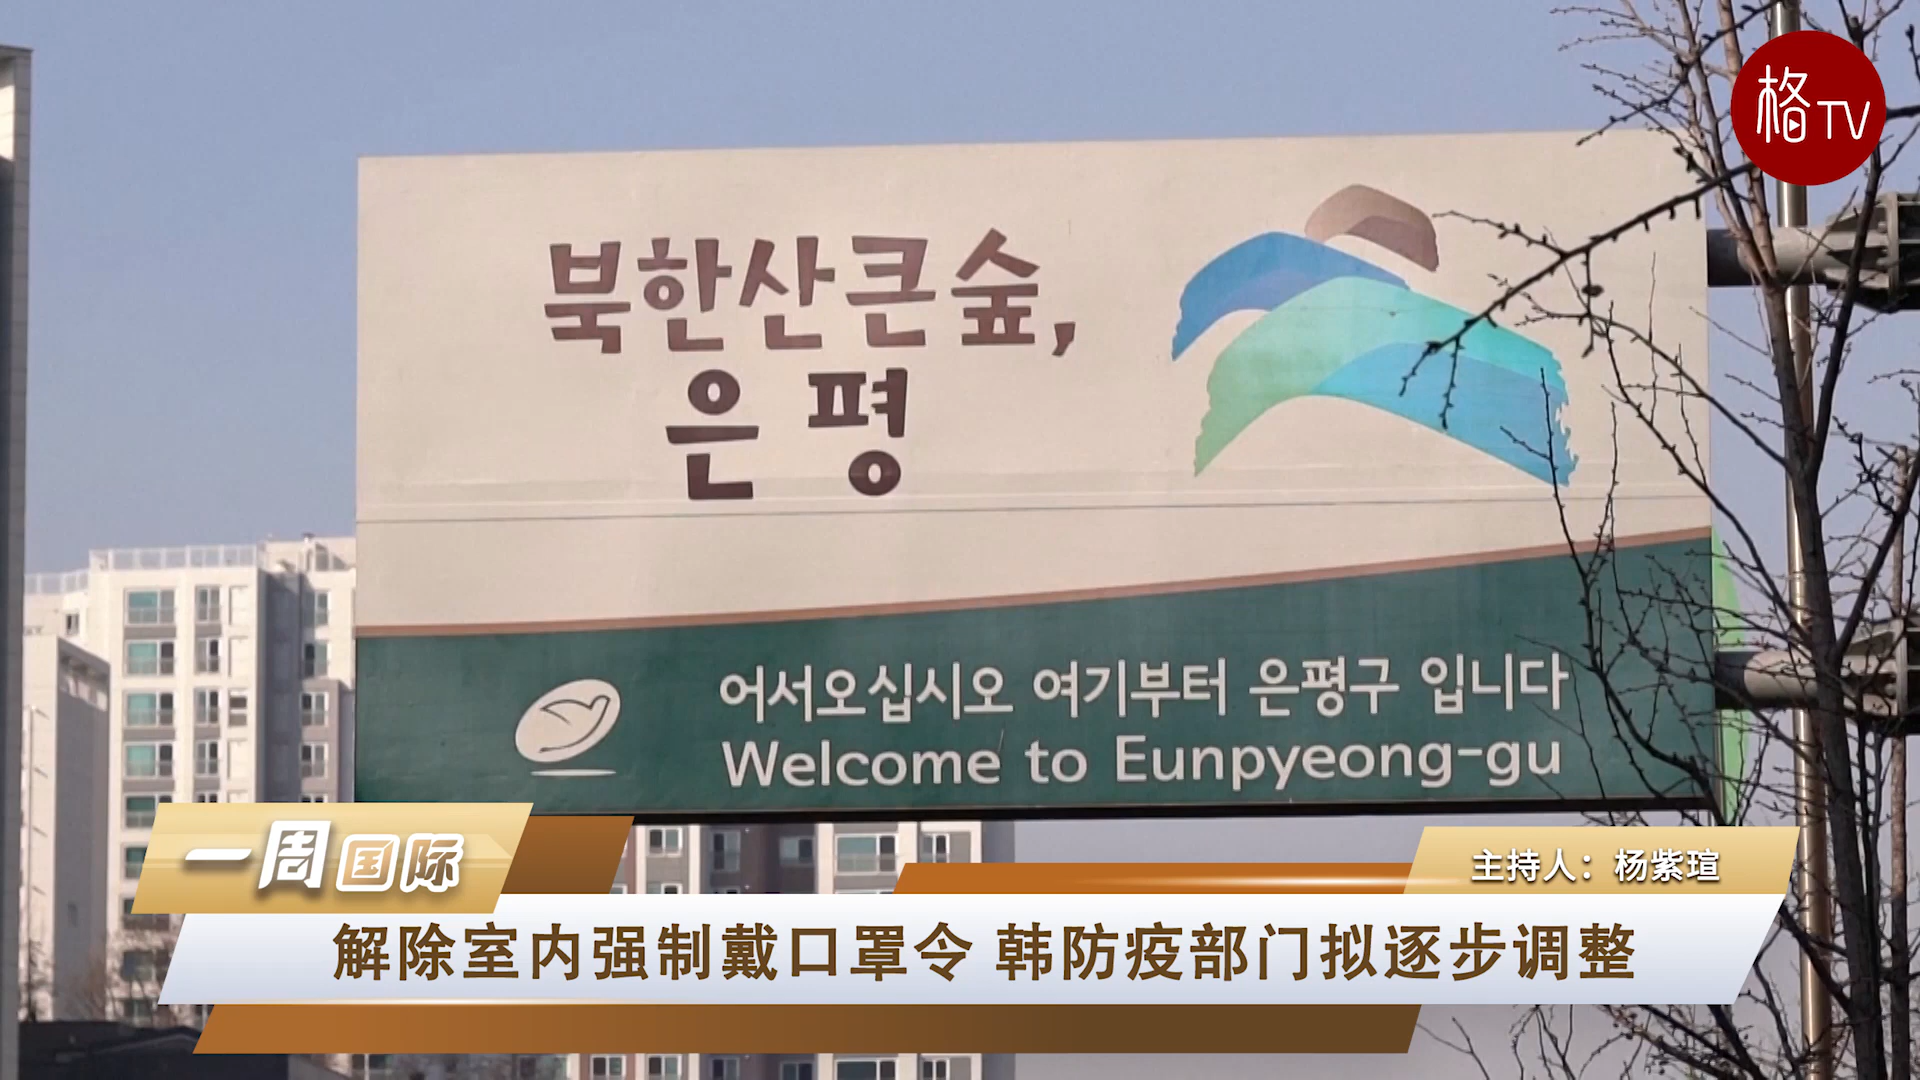 格TV
북한산큰숲,
은평
어서오십시오 여기부터 은평구 입니다
Welcome to Eunpyeong-gu
一周国际
主持人：杨紫瑄
解除室内强制戴口罩令 韩防疫部门拟逐步调整